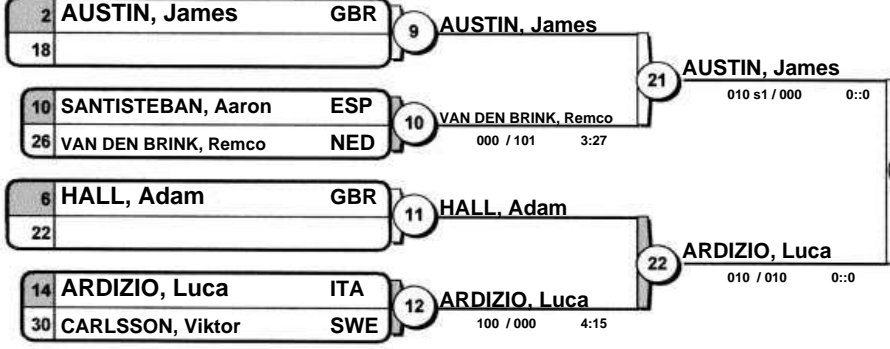 2 AUSTIN, James GBR
18
9
AUSTIN, James
10 SANTISTEBAN, Aaron ESP
26 VAN DEN BRINK, Remco NED
10
VAN DEN BRINK, Remco
000 / 101 3:27
21
AUSTIN, James
010 s1 / 000 0::0
6 HALL, Adam GBR
22
11
HALL, Adam
14 ARDIZIO, Luca ITA
30 CARLSSON, Viktor SWE
12
ARDIZIO, Luca
100 / 000 4:15
22
ARDIZIO, Luca
010 / 010 0::0